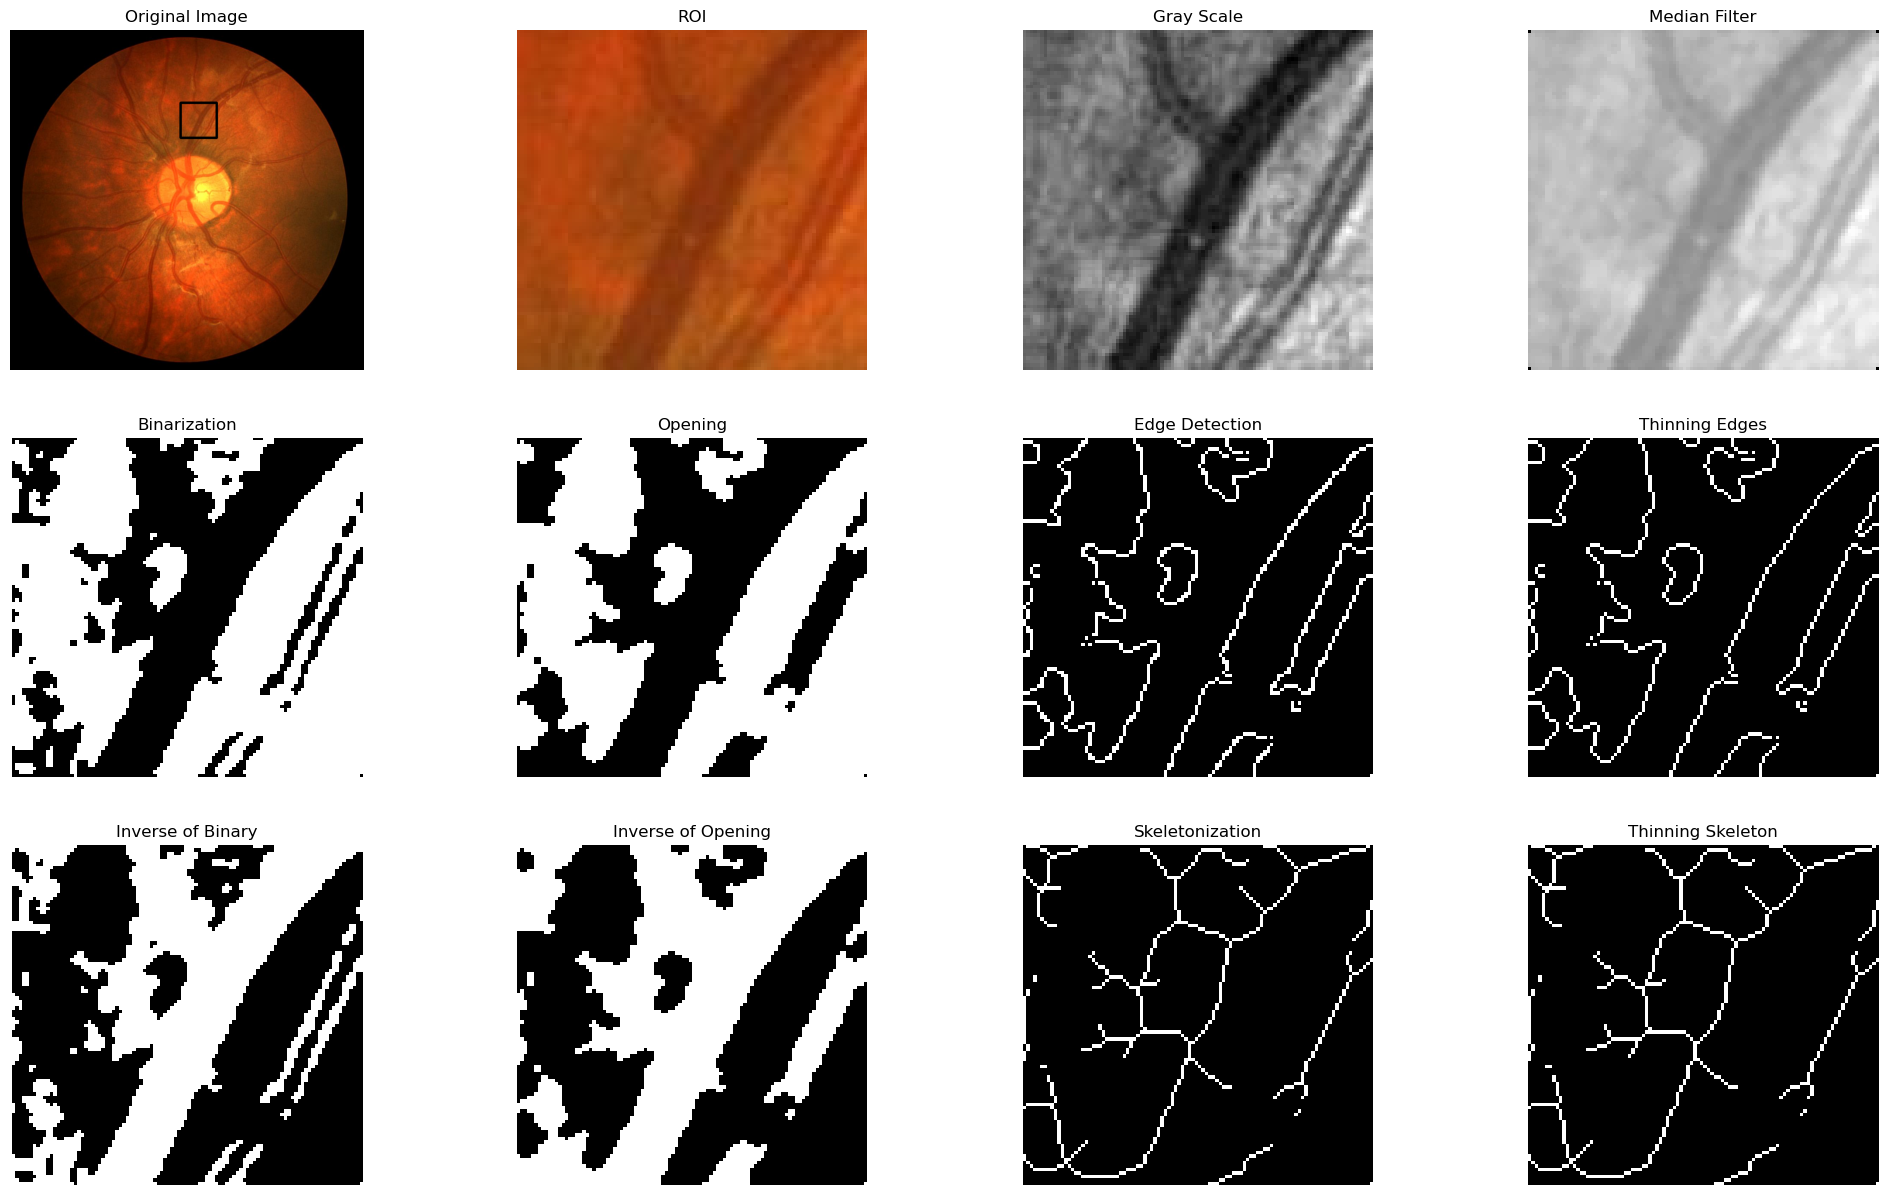 Original Image
ROI
Gray Scale
Median Filter
Binarization
Opening
Edge Detection
Thinning Edges
Inverse of Binary
Inverse of Opening
Skeletonization
Thinning Skeleton